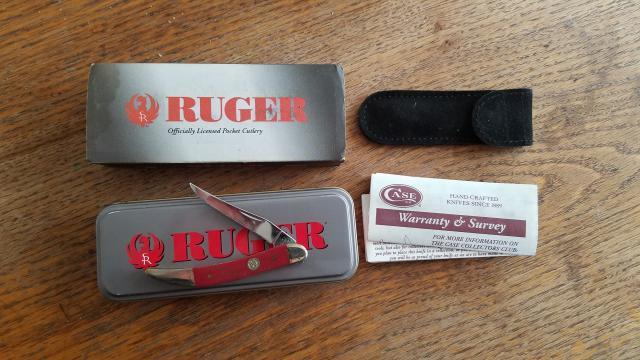 RUGER
Officially Licensed Pocket Cutlery
RUGER
CASE
HAND-CRAFTED
KNIVES SINCE 1889
Warranty & Survey
FOR MORE INFORMATION ON
THE CASE COLLECTORS CLUB